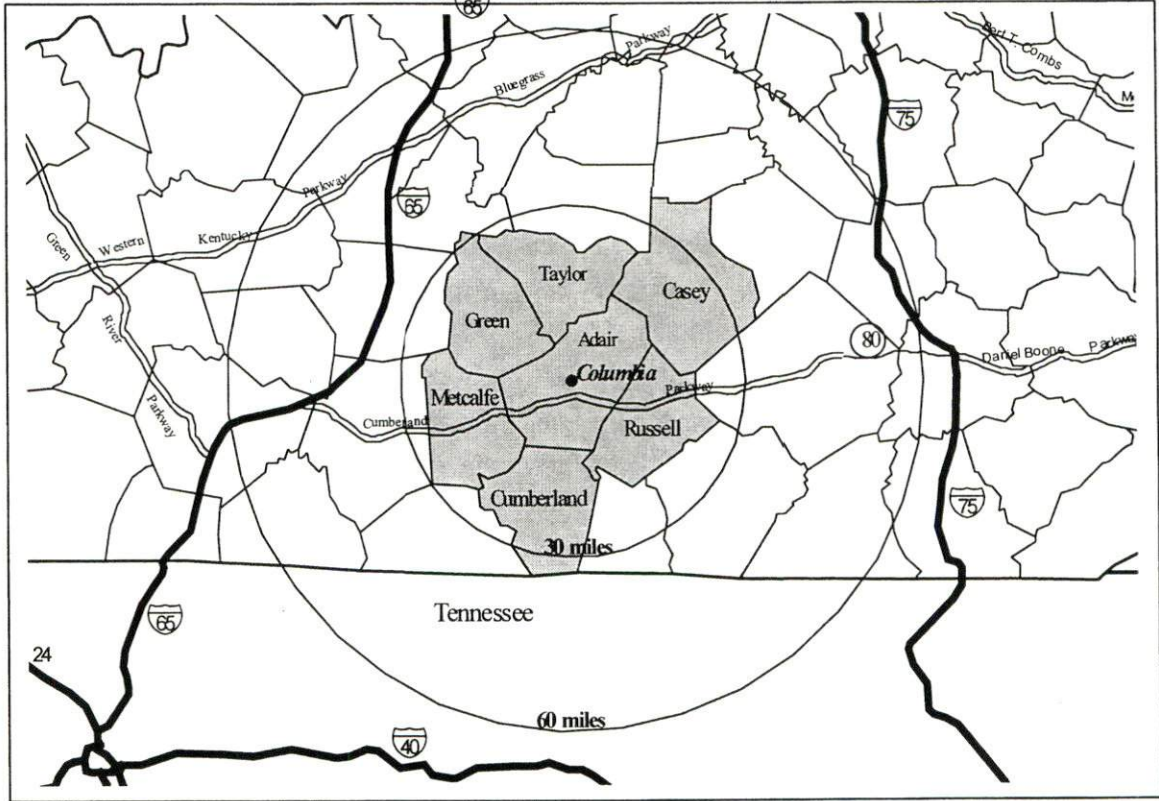 65
Parkway
Bert T. Combs
Bluegrass
75
Parkway
65
Green
Western
Kentucky
Taylor
Casey
River
Green
Adair
80
Daniel Boone
Parkway
Columbia
Metcalfe
Parkway
Parkway
Cumberland
Russell
Cumberland
75
30 miles
Tennessee
65
24
60 miles
40